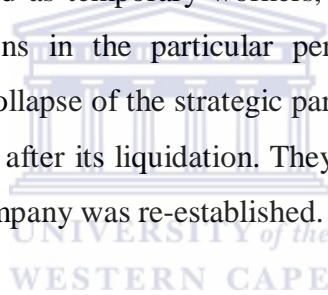 d as temporary workers,
ns in the particular per
ollapse of the strategic par
after its liquidation. They
mpany was re-established.
UNIVERSITY of the
WESTERN CAPE